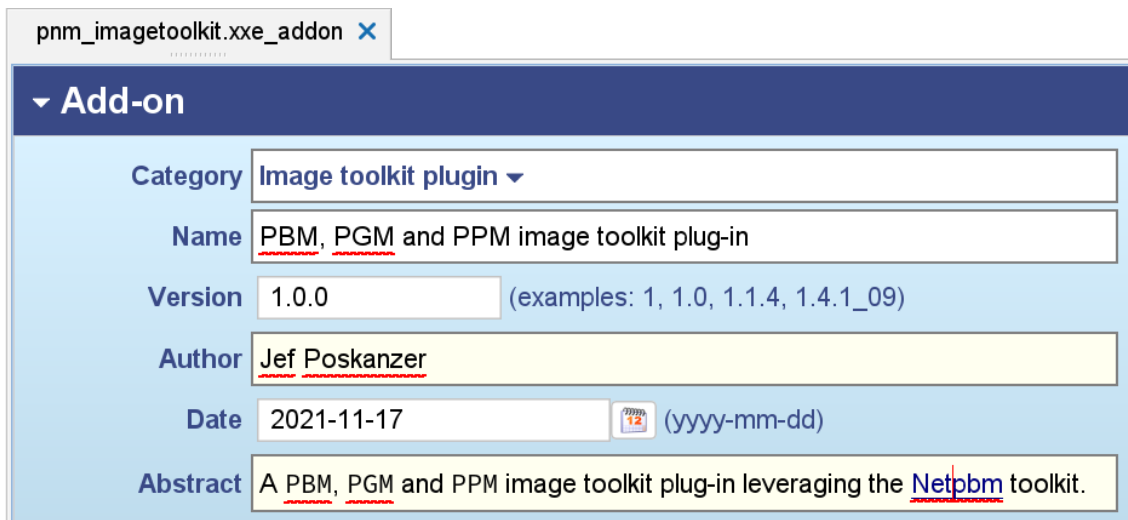 pnm_imagetoolkit.xxe_addon
Add-on
Category Image toolkit plugin
Name PBM, PGM and PPM image toolkit plug-in
Version 1.0.0 (examples: 1, 1.0, 1.1.4, 1.4.1_09)
Author Jef Poskanzer
Date 2021-11-17 12 (yyyy-mm-dd)
Abstract A PBM, PGM and PPM image toolkit plug-in leveraging the Netpbm toolkit.